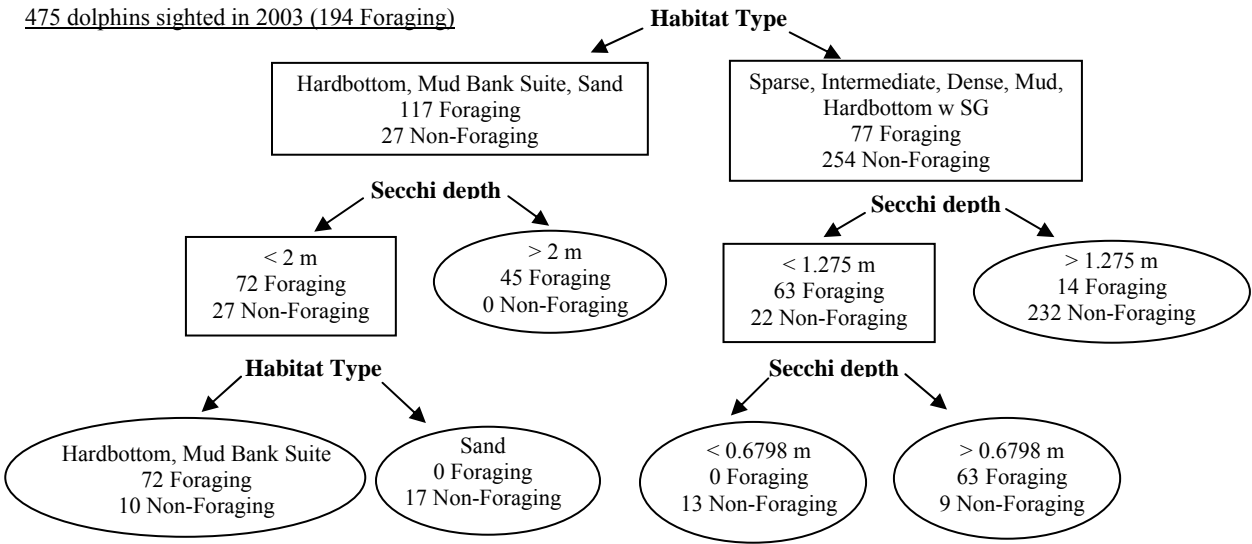 475 dolphins sighted in 2003 (194 Foraging)
Habitat Type
Hardbottom, Mud Bank Suite, Sand
117 Foraging
27 Non-Foraging
Sparse, Intermediate, Dense, Mud,
Hardbottom w SG
77 Foraging
254 Non-Foraging
Secchi depth
< 2 m
72 Foraging
27 Non-Foraging
> 2 m
45 Foraging
0 Non-Foraging
Secchi depth
< 1.275 m
63 Foraging
22 Non-Foraging
> 1.275 m
14 Foraging
232 Non-Foraging
Habitat Type
Hardbottom, Mud Bank Suite
72 Foraging
10 Non-Foraging
Sand
0 Foraging
17 Non-Foraging
Secchi depth
< 0.6798 m
0 Foraging
13 Non-Foraging
> 0.6798 m
63 Foraging
9 Non-Foraging